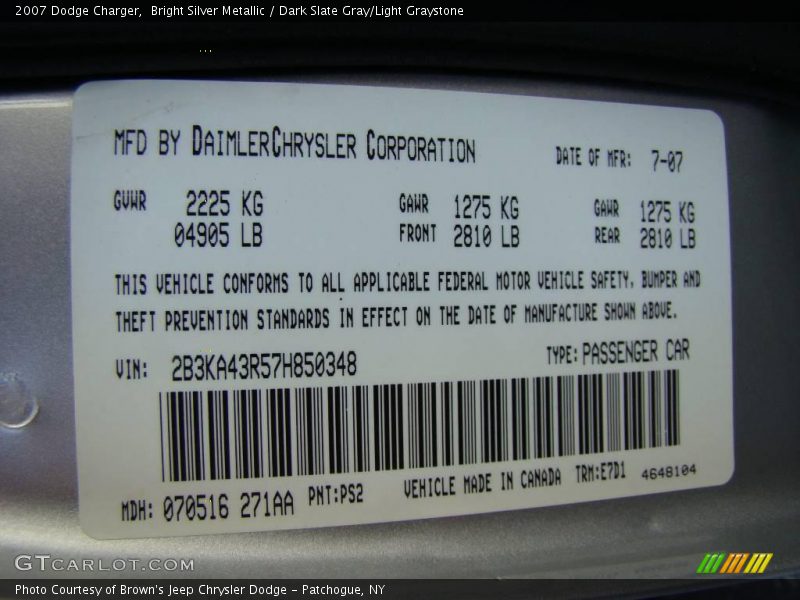 2007 Dodge Charger,  Bright Silver Metallic / Dark Slate Gray/Light Graystone
MFD BY DAIMLERCHRYSLER CORPORATION DATE OF MFR: 7-07
GVWR 2225 KG GAWR 1275 KG GAWR 1275 KG
04905 LB FRONT 2810 LB REAR 2810 LB
THIS VEHICLE CONFORMS TO ALL APPLICABLE FEDERAL MOTOR VEHICLE SAFETY, BUMPER AND
THEFT PREVENTION STANDARDS IN EFFECT ON THE DATE OF MANUFACTURE SHOWN ABOVE.
VIN: 2B3KA43R57H850348 TYPE: PASSENGER CAR
MDH: 070516 271AA PNT:PS2 VEHICLE MADE IN CANADA TRM:E7D1 4648104
GTCARLOT.COM
Photo Courtesy of Brown's Jeep Chrysler Dodge – Patchogue, NY